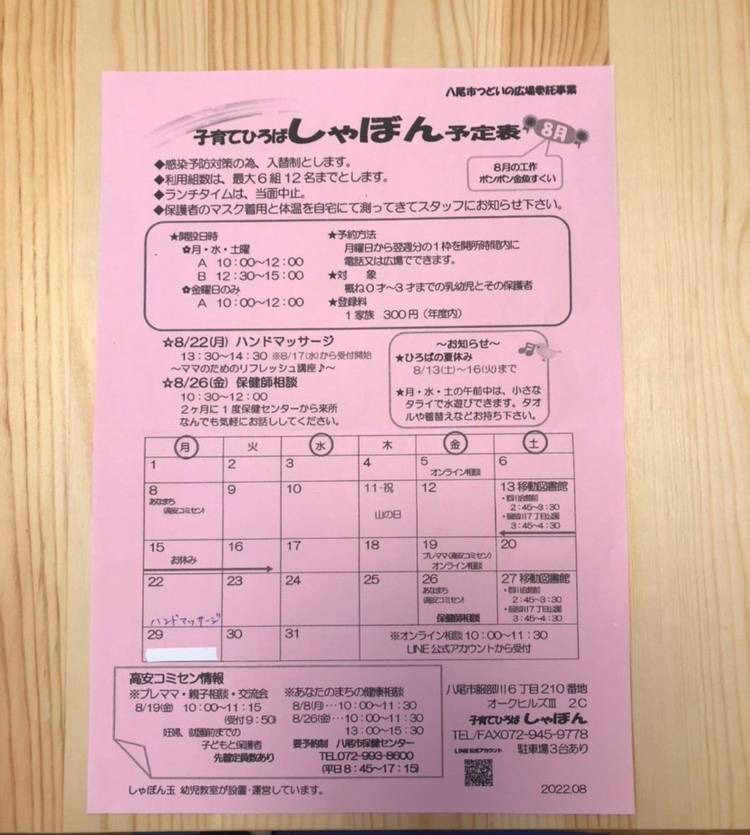 八尾市つどいの広場委託事業
子育てひろばしゃぼん予定表 8月
8月の工作
ポンポン金魚すくい
◆感染予防対策の為、入替制とします。
◆利用組数は、最大6組12名までとします。
◆ランチタイムは、当面中止。
◆保護者のマスク着用と体温を自宅にて測ってきてスタッフにお知らせ下さい。
★開設日時
✿月・水・土曜
A 10:00～12:00
B 12:30～15:00
✿金曜日のみ
A 10:00～12:00
★予約方法
月曜日から翌週分の1枠を開所時間内に
電話又は広場でできます。
★対 象
概ね0才～3才までの乳幼児とその保護者
★登録料
1家族 300円(年度内)
☆8/22(月) ハンドマッサージ
13:30～14:30 ※8/17(水)から受付開始
～ママのためのリフレッシュ講座♪～
☆8/26(金) 保健師相談
10:30～12:00
2ヶ月に1度保健センターから来所
なんでも気軽にお話ししてください。
～お知らせ～
★ひろばの夏休み
8/13(土)～16(火)まで
★月・水・土の午前中は、小さな
タライで水遊びできます。タオ
ルや着替えなどお持ち下さい。
月 火 水 木 金 土
1 2 3 4 5 6
オンライン相談
8 9 10 11・祝 12 13 移動図書館
あなまち
(高安コミセン)
山の日
・郡川会館前
2:45～3:30
・服部川7丁目公園
3:45～4:30
15 16 17 18 19 20
お休み
プレママ(高安コミセン)
オンライン相談
22 23 24 25 26 27 移動図書館
ハンドマッサージ
あなまち
(高安コミセン)
保健師相談
・郡川会館前
2:45～3:30
・服部川7丁目公園
3:45～4:30
29 30 31
※オンライン相談 10:00～11:30
LINE公式アカウントから受付
高安コミセン情報
※プレママ・親子相談・交流会
8/19(金) 10:00～11:15
(受付9:50)
妊婦、就園前までの
子どもと保護者
先着定員数あり
※あなたのまちの健康相談
8/8(月)…10:00～11:30
8/26(金)…10:00～11:30
13:00～15:30
要予約制 八尾市保健センター
TEL072-993-8600
(平日8:45～17:15)
八尾市服部川6丁目210番地
オークヒルズⅢ 2C
子育てひろば しゃぼん
TEL/FAX072-945-9778
LINE公式アカウント 駐車場3台あり
しゃぼん玉 幼児教室が設置・運営しています。
2022.08